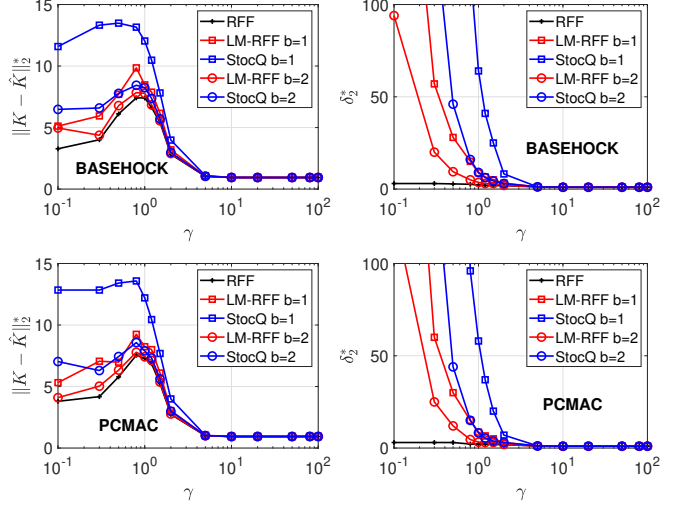 15
10
5
0
‖K − K̂‖₂*
RFF
LM-RFF b=1
StocQ b=1
LM-RFF b=2
StocQ b=2
BASEHOCK
10⁻¹ 10⁰ 10¹ 10²
γ
100
50
0
δ₂*
RFF
LM-RFF b=1
StocQ b=1
LM-RFF b=2
StocQ b=2
BASEHOCK
10⁻¹ 10⁰ 10¹ 10²
γ
15
10
5
0
‖K − K̂‖₂*
RFF
LM-RFF b=1
StocQ b=1
LM-RFF b=2
StocQ b=2
PCMAC
10⁻¹ 10⁰ 10¹ 10²
γ
100
50
0
δ₂*
RFF
LM-RFF b=1
StocQ b=1
LM-RFF b=2
StocQ b=2
PCMAC
10⁻¹ 10⁰ 10¹ 10²
γ